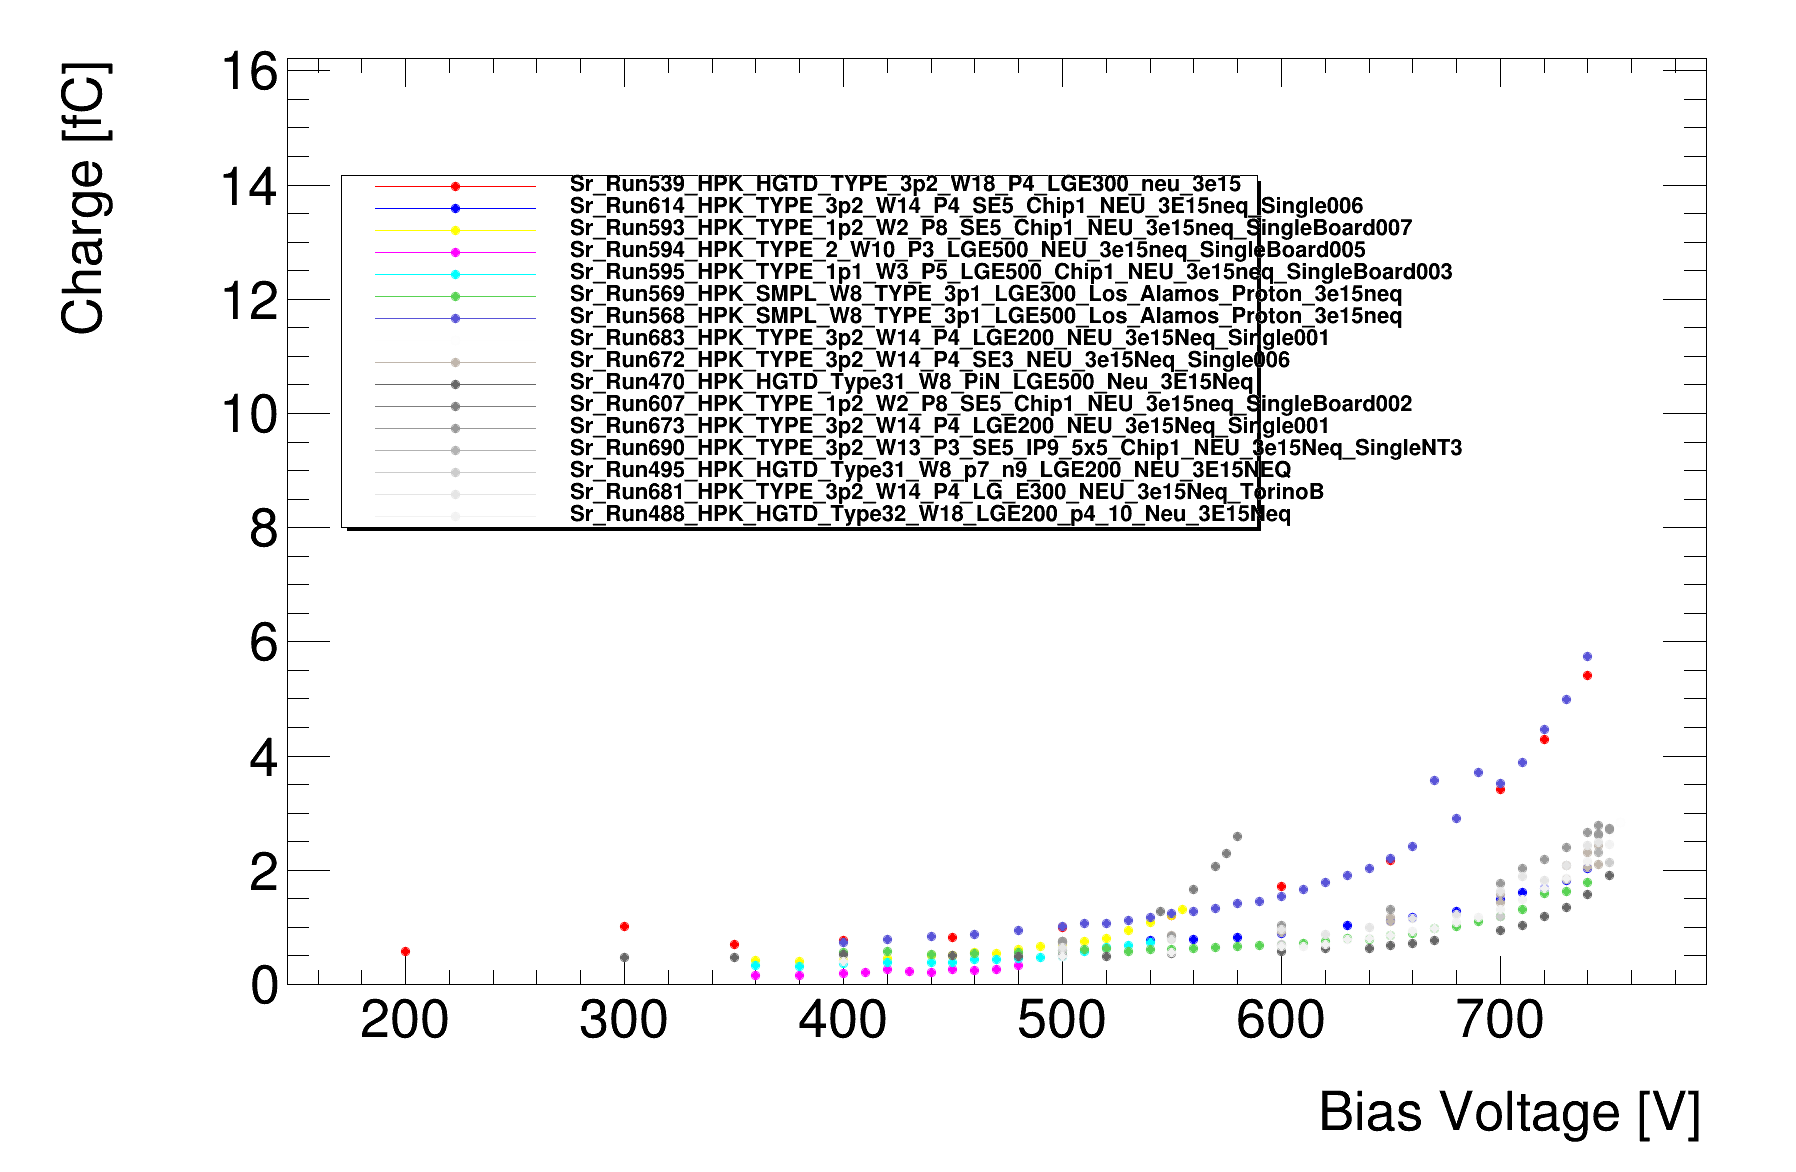 Charge [fC]
16
14
12
10
8
6
4
2
0
Sr_Run539_HPK_HGTD_TYPE_3p2_W18_P4_LGE300_neu_3e15
Sr_Run614_HPK_TYPE_3p2_W14_P4_SE5_Chip1_NEU_3E15neq_Single006
Sr_Run593_HPK_TYPE_1p2_W2_P8_SE5_Chip1_NEU_3e15neq_SingleBoard007
Sr_Run594_HPK_TYPE_2_W10_P3_LGE500_NEU_3e15neq_SingleBoard005
Sr_Run595_HPK_TYPE_1p1_W3_P5_LGE500_Chip1_NEU_3e15neq_SingleBoard003
Sr_Run569_HPK_SMPL_W8_TYPE_3p1_LGE300_Los_Alamos_Proton_3e15neq
Sr_Run568_HPK_SMPL_W8_TYPE_3p1_LGE500_Los_Alamos_Proton_3e15neq
Sr_Run683_HPK_TYPE_3p2_W14_P4_LGE200_NEU_3e15Neq_Single001
Sr_Run672_HPK_TYPE_3p2_W14_P4_SE3_NEU_3e15Neq_Single006
Sr_Run470_HPK_HGTD_Type31_W8_PiN_LGE500_Neu_3E15Neq
Sr_Run607_HPK_TYPE_1p2_W2_P8_SE5_Chip1_NEU_3e15neq_SingleBoard002
Sr_Run673_HPK_TYPE_3p2_W14_P4_LGE200_NEU_3e15Neq_Single001
Sr_Run690_HPK_TYPE_3p2_W13_P3_SE5_IP9_5x5_Chip1_NEU_3e15Neq_SingleNT3
Sr_Run495_HPK_HGTD_Type31_W8_p7_n9_LGE200_NEU_3E15NEQ
Sr_Run681_HPK_TYPE_3p2_W14_P4_LG_E300_NEU_3e15Neq_TorinoB
Sr_Run488_HPK_HGTD_Type32_W18_LGE200_p4_10_Neu_3E15Neq
200 300 400 500 600 700
Bias Voltage [V]